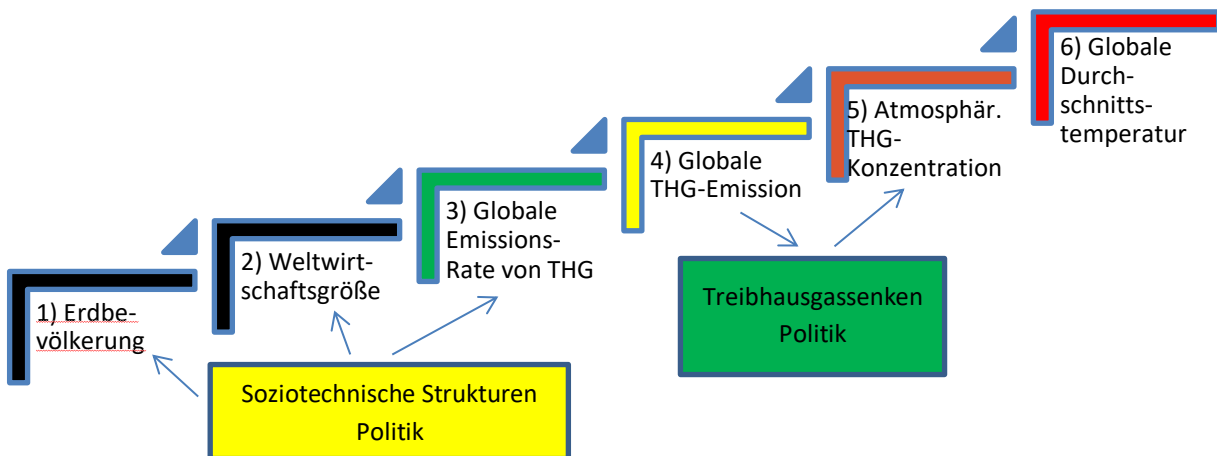 1) Erdbe-
völkerung
2) Weltwirt-
schaftsgröße
3) Globale
Emissions-
Rate von THG
4) Globale
THG-Emission
5) Atmosphär.
THG-
Konzentration
6) Globale
Durch-
schnitts-
temperatur
Soziotechnische Strukturen
Politik
Treibhausgassenken
Politik